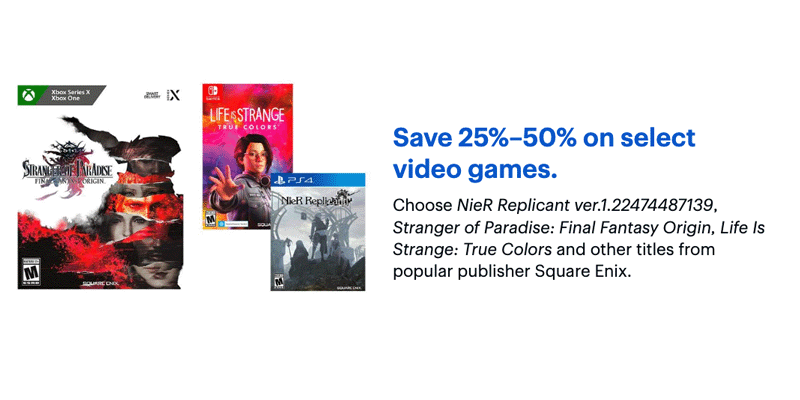 Xbox Series X
Xbox One
SMART
DELIVERY
X
STRANGER OF PARADISE
FINAL FANTASY ORIGIN
M
SQUARE ENIX
LIFE IS STRANGE
TRUE COLORS
M
PS4
NieR Replicant
M
SQUARE ENIX
Save 25%–50% on select
video games.
Choose NieR Replicant ver.1.22474487139,
Stranger of Paradise: Final Fantasy Origin, Life Is
Strange: True Colors and other titles from
popular publisher Square Enix.